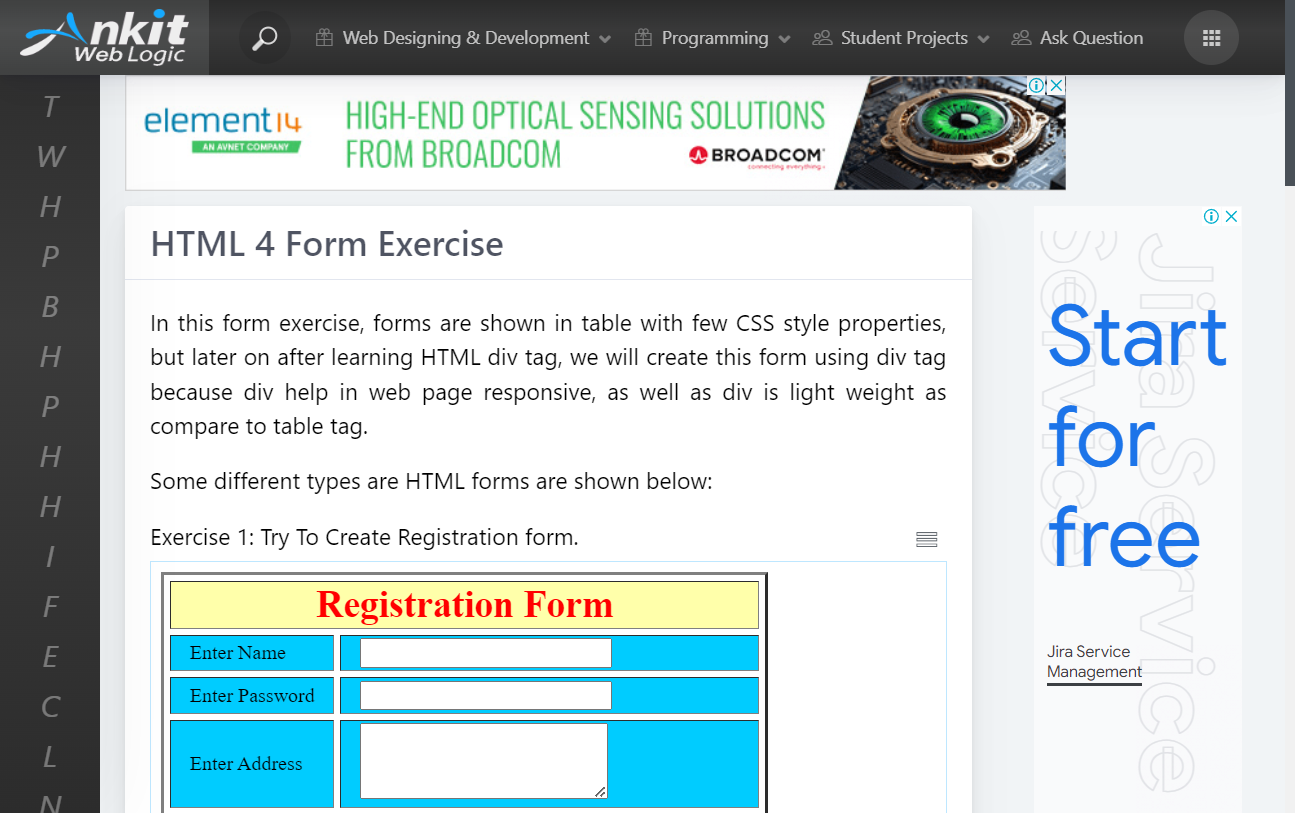 Ankit
Web Logic
Web Designing & Development
Programming
Student Projects
Ask Question
T
W
H
P
B
H
P
H
H
I
F
E
C
L
N
element14
AN AVNET COMPANY
HIGH-END OPTICAL SENSING SOLUTIONS
FROM BROADCOM
BROADCOM®
connecting everything®
HTML 4 Form Exercise
In this form exercise, forms are shown in table with few CSS style properties,
but later on after learning HTML div tag, we will create this form using div tag
because div help in web page responsive, as well as div is light weight as
compare to table tag.
Some different types are HTML forms are shown below:
Exercise 1: Try To Create Registration form.
Registration Form
Enter Name
Enter Password
Enter Address
Jira Service
Service
Start
for
free
Jira Service
Management